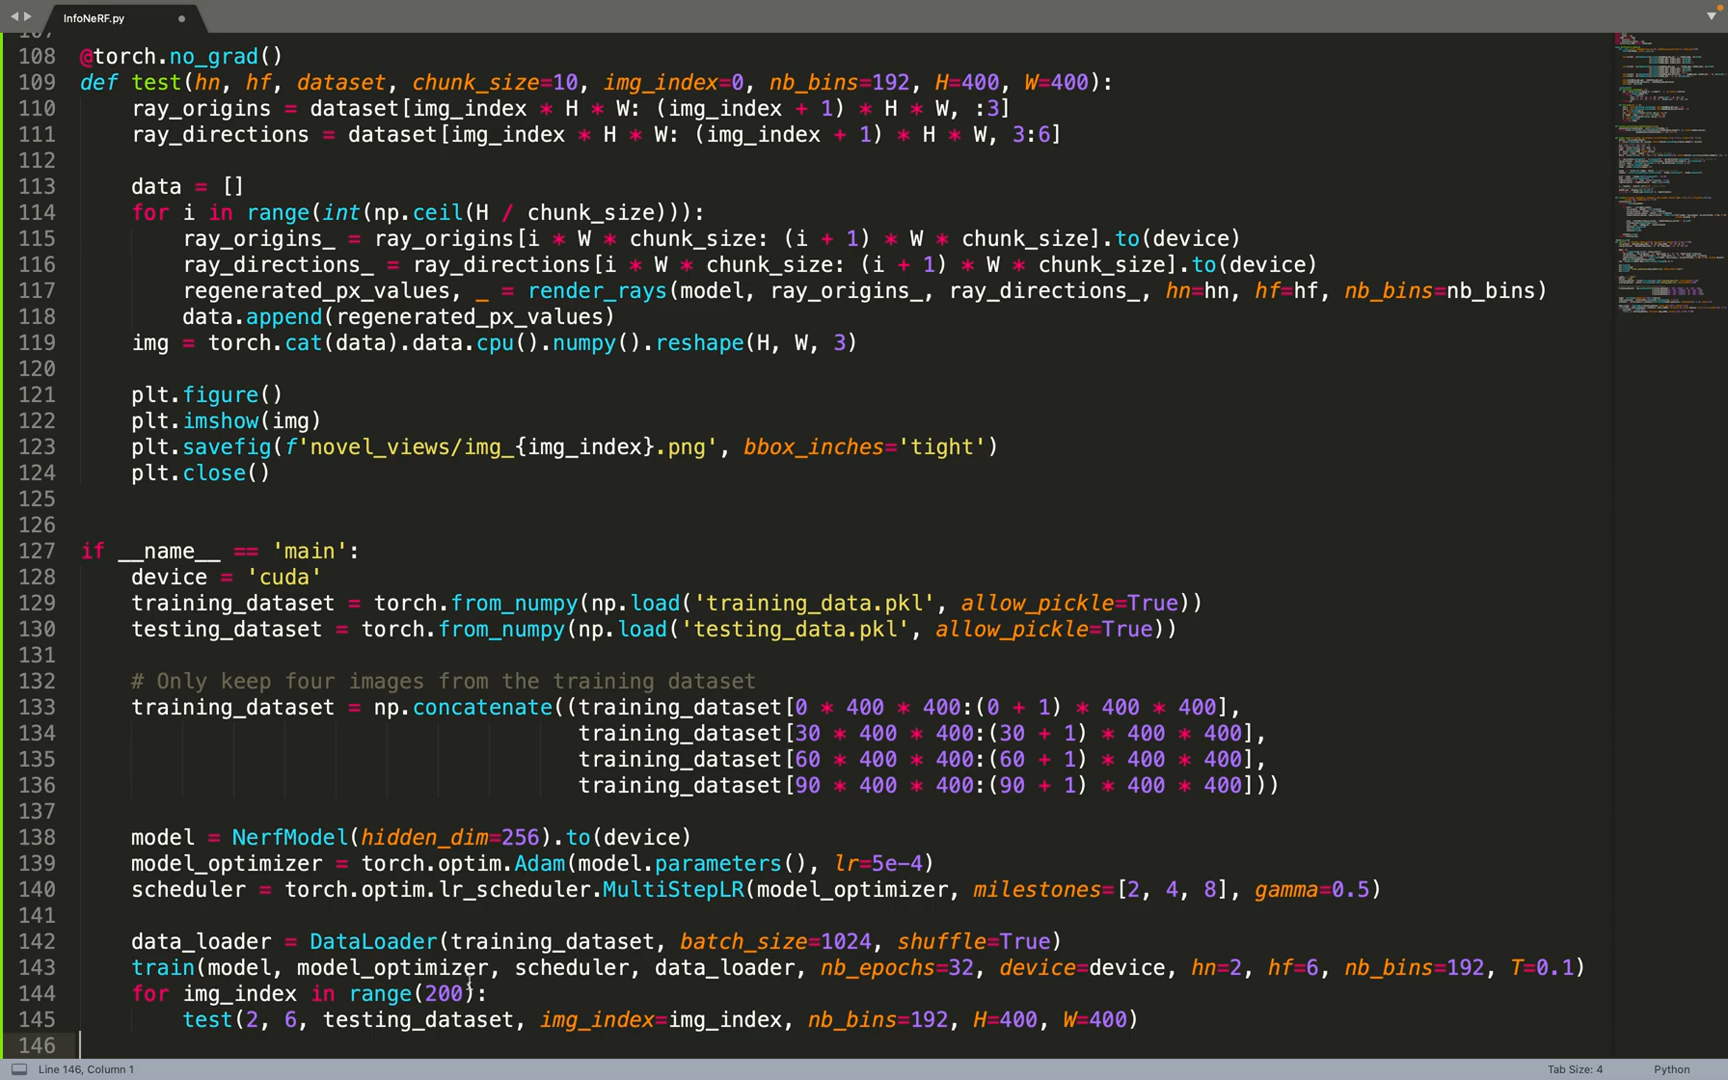 InfoNeRF.py
107
108 @torch.no_grad()
109 def test(hn, hf, dataset, chunk_size=10, img_index=0, nb_bins=192, H=400, W=400):
110     ray_origins = dataset[img_index * H * W: (img_index + 1) * H * W, :3]
111     ray_directions = dataset[img_index * H * W: (img_index + 1) * H * W, 3:6]
112
113     data = []
114     for i in range(int(np.ceil(H / chunk_size))):
115         ray_origins_ = ray_origins[i * W * chunk_size: (i + 1) * W * chunk_size].to(device)
116         ray_directions_ = ray_directions[i * W * chunk_size: (i + 1) * W * chunk_size].to(device)
117         regenerated_px_values, _ = render_rays(model, ray_origins_, ray_directions_, hn=hn, hf=hf, nb_bins=nb_bins)
118         data.append(regenerated_px_values)
119     img = torch.cat(data).data.cpu().numpy().reshape(H, W, 3)
120
121     plt.figure()
122     plt.imshow(img)
123     plt.savefig(f'novel_views/img_{img_index}.png', bbox_inches='tight')
124     plt.close()
125
126
127 if __name__ == 'main':
128     device = 'cuda'
129     training_dataset = torch.from_numpy(np.load('training_data.pkl', allow_pickle=True))
130     testing_dataset = torch.from_numpy(np.load('testing_data.pkl', allow_pickle=True))
131
132     # Only keep four images from the training dataset
133     training_dataset = np.concatenate((training_dataset[0 * 400 * 400:(0 + 1) * 400 * 400],
134                                        training_dataset[30 * 400 * 400:(30 + 1) * 400 * 400],
135                                        training_dataset[60 * 400 * 400:(60 + 1) * 400 * 400],
136                                        training_dataset[90 * 400 * 400:(90 + 1) * 400 * 400]))
137
138     model = NerfModel(hidden_dim=256).to(device)
139     model_optimizer = torch.optim.Adam(model.parameters(), lr=5e-4)
140     scheduler = torch.optim.lr_scheduler.MultiStepLR(model_optimizer, milestones=[2, 4, 8], gamma=0.5)
141
142     data_loader = DataLoader(training_dataset, batch_size=1024, shuffle=True)
143     train(model, model_optimizer, scheduler, data_loader, nb_epochs=32, device=device, hn=2, hf=6, nb_bins=192, T=0.1)
144     for img_index in range(200):
145         test(2, 6, testing_dataset, img_index=img_index, nb_bins=192, H=400, W=400)
146
Line 146, Column 1
Tab Size: 4
Python